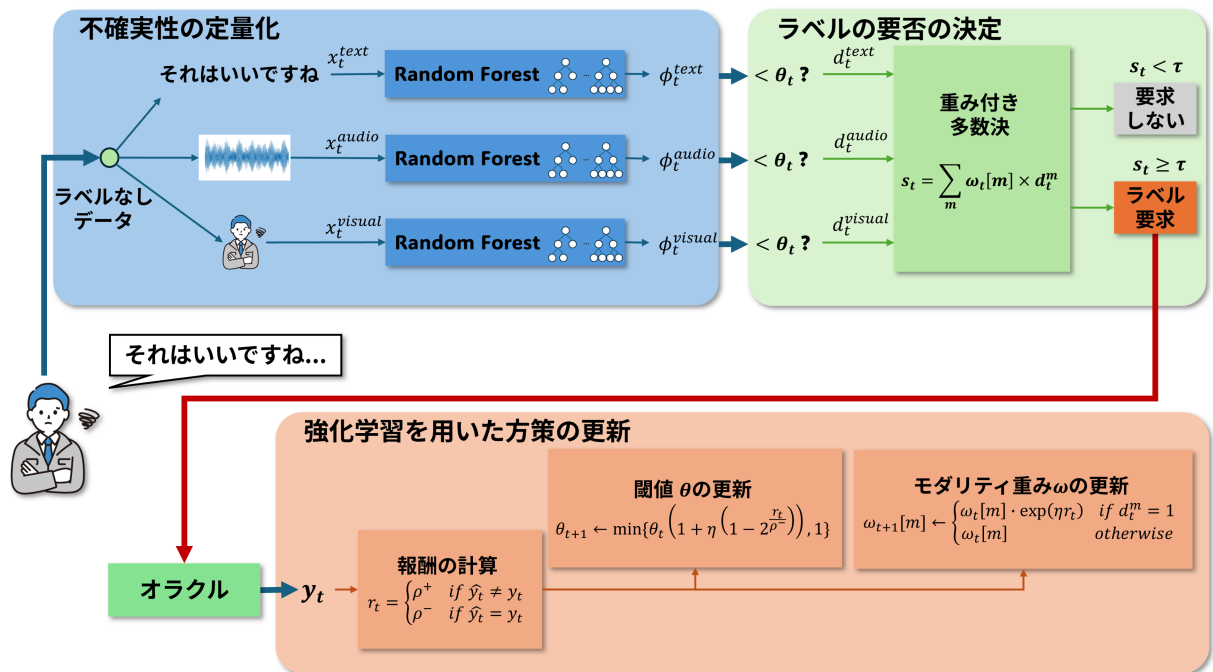 不確実性の定量化
それはいいですね
x_t^{text}
Random Forest
ϕ_t^{text}
x_t^{audio}
Random Forest
ϕ_t^{audio}
ラベルなし
データ
x_t^{visual}
Random Forest
ϕ_t^{visual}
ラベルの要否の決定
< θ_t ?
d_t^{text}
< θ_t ?
d_t^{audio}
< θ_t ?
d_t^{visual}
重み付き
多数決
s_t = \sum_m ω_t[m] × d_t^m
s_t < τ
要求
しない
s_t ≥ τ
ラベル
要求
それはいいですね...
強化学習を用いた方策の更新
オラクル
y_t
報酬の計算
r_t = { ρ^+ if \hat{y_t} ≠ y_t
ρ^- if \hat{y_t} = y_t
閾値 θの更新
θ_{t+1} ← min{θ_t (1 + η (1 − 2^{\frac{r_t}{ρ^-}})), 1}
モダリティ重みωの更新
ω_{t+1}[m] ← { ω_t[m] · exp(ηr_t) if d_t^m = 1
ω_t[m] otherwise